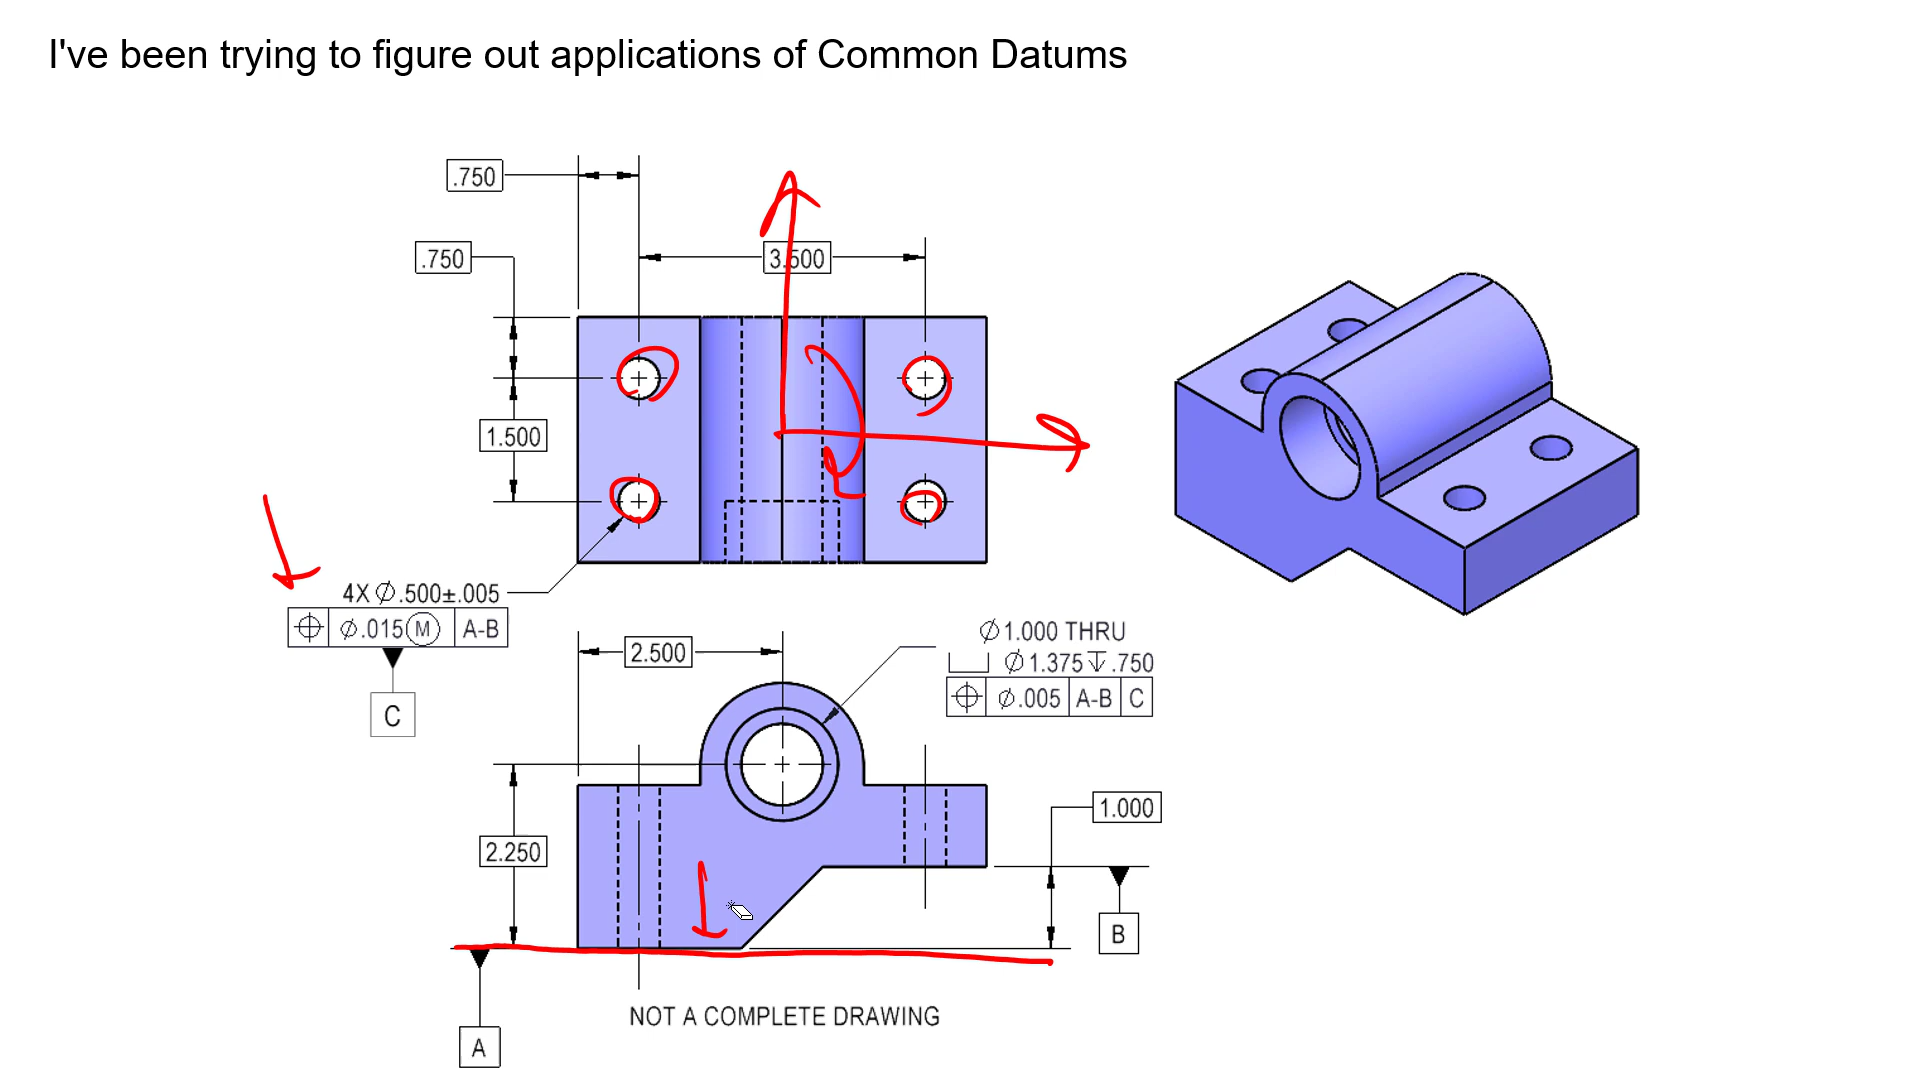 I've been trying to figure out applications of Common Datums
.750
.750
3.500
1.500
4X ⌀.500±.005
⌖ ⌀.015Ⓜ A-B
C
2.500
⌀1.000 THRU
⌴ ⌀1.375↧.750
⌖ ⌀.005 A-B C
1.000
2.250
B
NOT A COMPLETE DRAWING
A